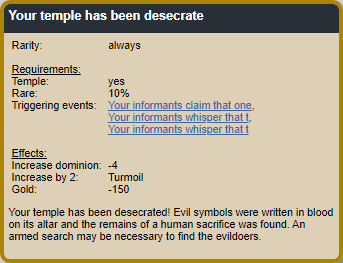 Your temple has been desecrate
Rarity: always
Requirements:
Temple: yes
Rare: 10%
Triggering events: Your informants claim that one,
Your informants whisper that t,
Your informants whisper that t
Effects:
Increase dominion: -4
Increase by 2: Turmoil
Gold: -150
Your temple has been desecrated! Evil symbols were written in blood
on its altar and the remains of a human sacrifice was found. An
armed search may be necessary to find the evildoers.